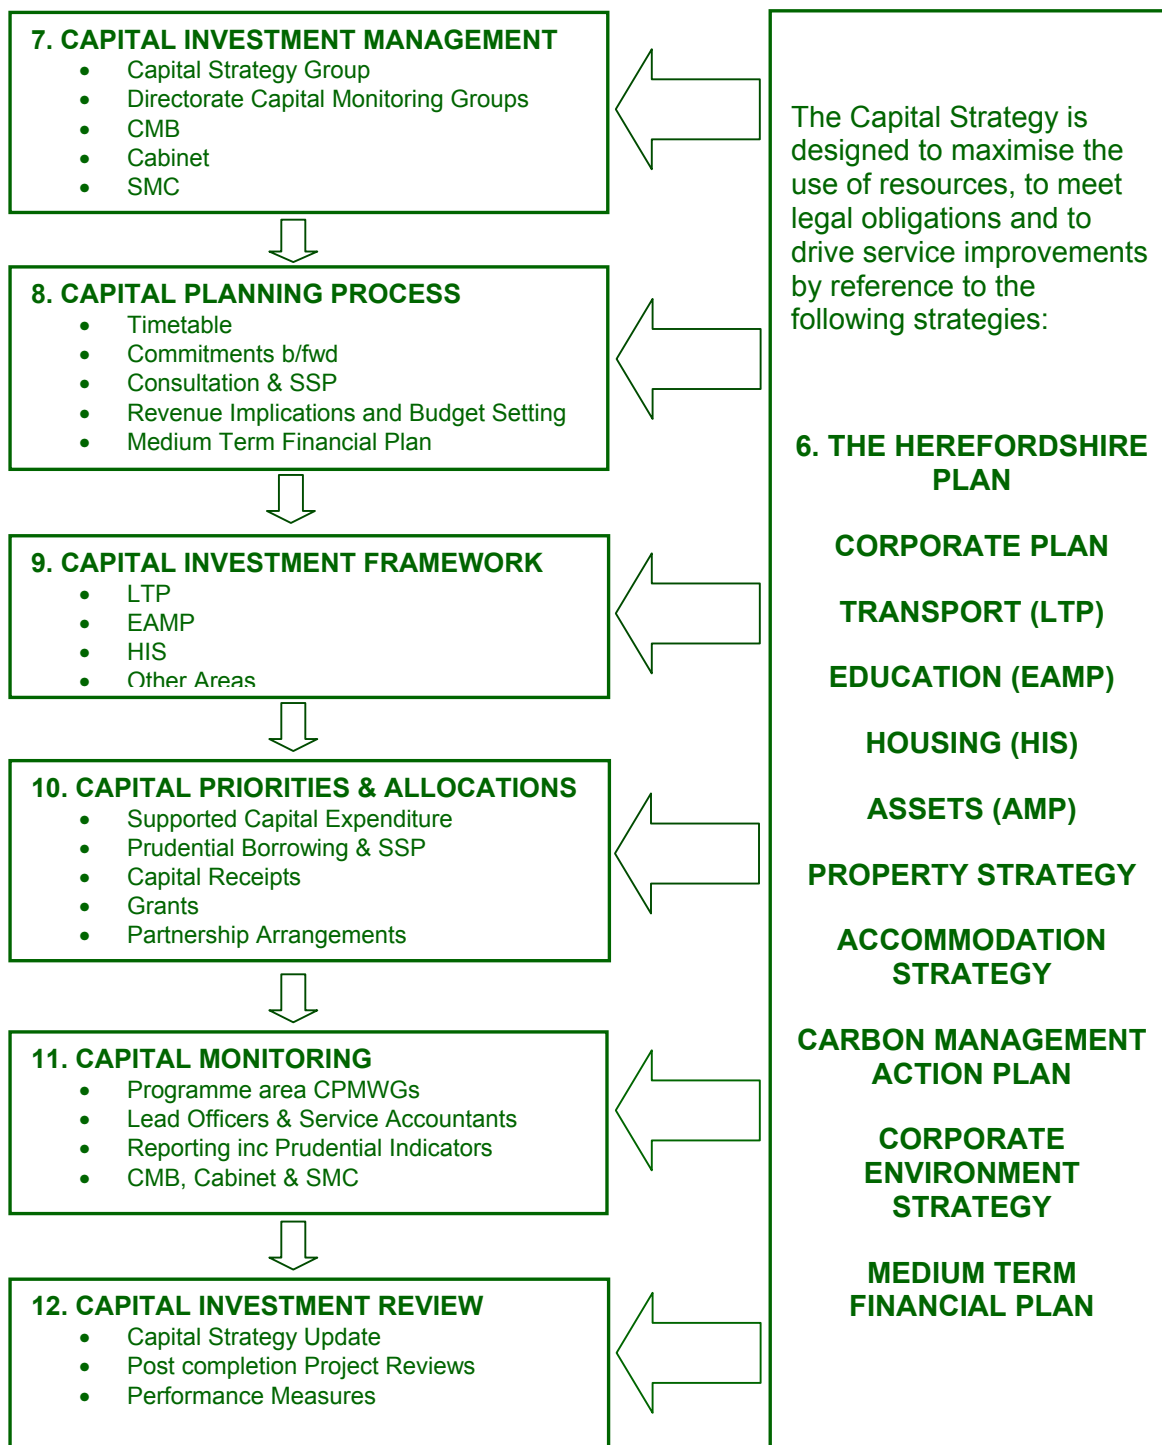 7. CAPITAL INVESTMENT MANAGEMENT
• Capital Strategy Group
• Directorate Capital Monitoring Groups
• CMB
• Cabinet
• SMC
8. CAPITAL PLANNING PROCESS
• Timetable
• Commitments b/fwd
• Consultation & SSP
• Revenue Implications and Budget Setting
• Medium Term Financial Plan
9. CAPITAL INVESTMENT FRAMEWORK
• LTP
• EAMP
• HIS
• Other Areas
10. CAPITAL PRIORITIES & ALLOCATIONS
• Supported Capital Expenditure
• Prudential Borrowing & SSP
• Capital Receipts
• Grants
• Partnership Arrangements
11. CAPITAL MONITORING
• Programme area CPMWGs
• Lead Officers & Service Accountants
• Reporting inc Prudential Indicators
• CMB, Cabinet & SMC
12. CAPITAL INVESTMENT REVIEW
• Capital Strategy Update
• Post completion Project Reviews
• Performance Measures
The Capital Strategy is
designed to maximise the
use of resources, to meet
legal obligations and to
drive service improvements
by reference to the
following strategies:
6. THE HEREFORDSHIRE
PLAN
CORPORATE PLAN
TRANSPORT (LTP)
EDUCATION (EAMP)
HOUSING (HIS)
ASSETS (AMP)
PROPERTY STRATEGY
ACCOMMODATION
STRATEGY
CARBON MANAGEMENT
ACTION PLAN
CORPORATE
ENVIRONMENT
STRATEGY
MEDIUM TERM
FINANCIAL PLAN